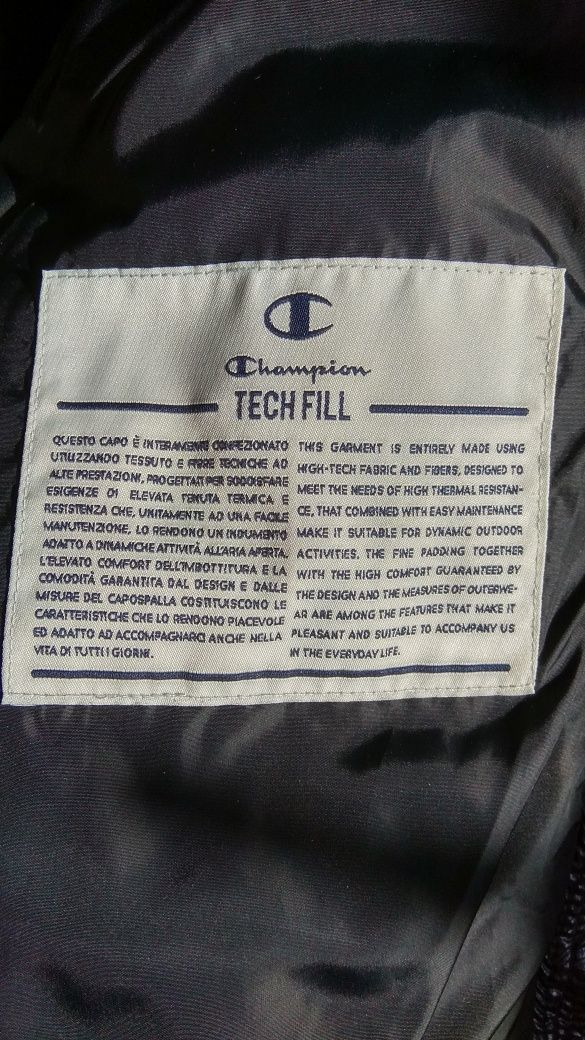 Champion
TECH FILL
QUESTO CAPO È INTERAMENTE CONFEZIONATO
UTILIZZANDO TESSUTO E FIBRE TECNICHE AD
ALTE PRESTAZIONI, PROGETTATI PER SODDISFARE
ESIGENZE DI ELEVATA TENUTA TERMICA E
RESISTENZA CHE, UNITAMENTE AD UNA FACILE
MANUTENZIONE, LO RENDONO UN INDUMENTO
ADATTO A DINAMICHE ATTIVITÀ ALL'ARIA APERTA.
L'ELEVATO COMFORT DELL'IMBOTTITURA E LA
COMODITÀ GARANTITA DAL DESIGN E DALLE
MISURE DEL CAPOSPALLA COSTITUISCONO LE
CARATTERISTICHE CHE LO RENDONO PIACEVOLE
ED ADATTO AD ACCOMPAGNARCI ANCHE NELLA
VITA DI TUTTI I GIORNI.
THIS GARMENT IS ENTIRELY MADE USING
HIGH-TECH FABRIC AND FIBERS, DESIGNED TO
MEET THE NEEDS OF HIGH THERMAL RESISTAN-
CE, THAT COMBINED WITH EASY MAINTENANCE
MAKE IT SUITABLE FOR DYNAMIC OUTDOOR
ACTIVITIES. THE FINE PADDING TOGETHER
WITH THE HIGH COMFORT GUARANTEED BY
THE DESIGN AND THE MEASURES OF OUTERWE-
AR ARE AMONG THE FEATURES THAT MAKE IT
PLEASANT AND SUITABLE TO ACCOMPANY US
IN THE EVERYDAY LIFE.